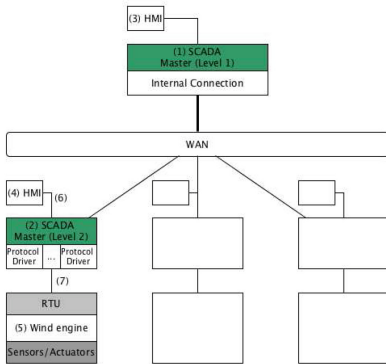 (3) HMI
(1) SCADA
Master (Level 1)
Internal Connection
WAN
(4) HMI
(6)
(2) SCADA
Master (Level 2)
Protocol
Driver
...
Protocol
Driver
(7)
RTU
(5) Wind engine
Sensors/Actuators